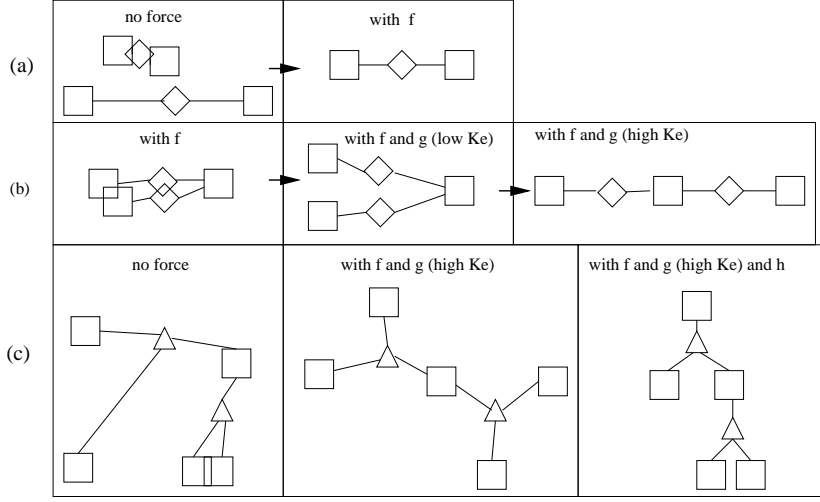 no force
with f
(a)
with f
with f and g (low Ke)
with f and g (high Ke)
(b)
no force
with f and g (high Ke)
with f and g (high Ke) and h
(c)